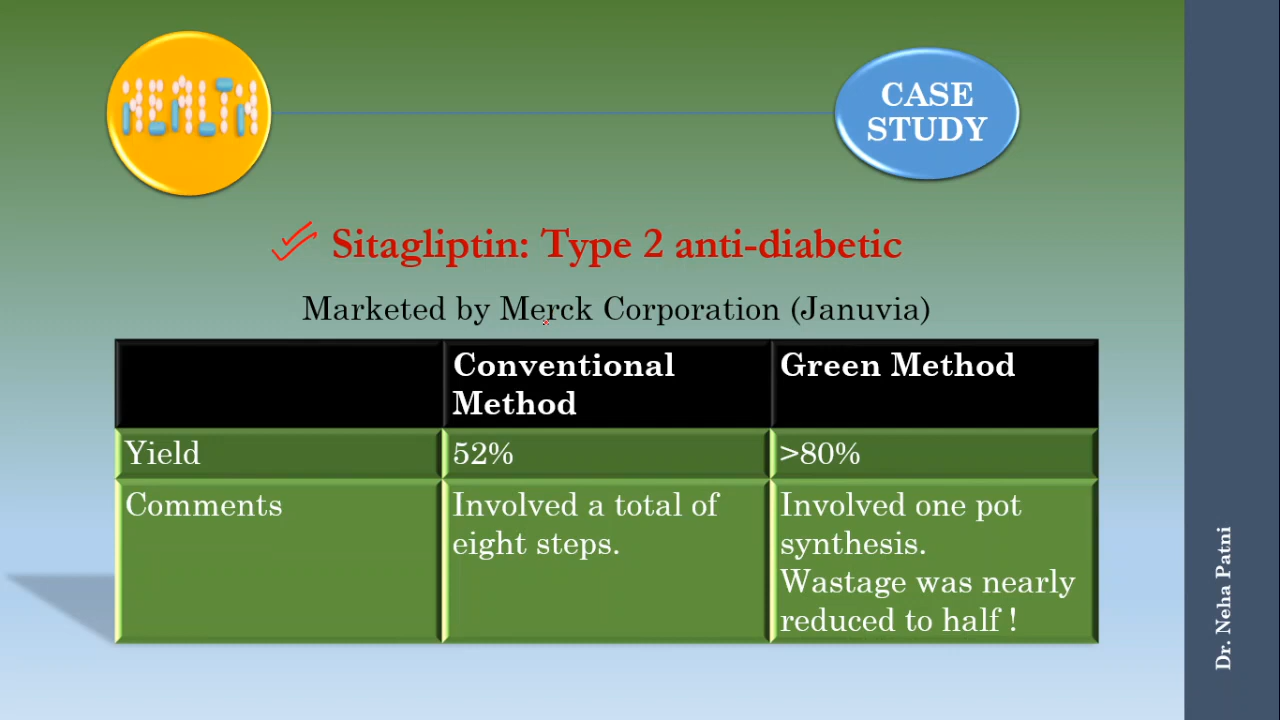 HEALTH
CASE
STUDY
Sitagliptin: Type 2 anti-diabetic
Marketed by Merck Corporation (Januvia)
Conventional
Method
Green Method
Yield
52%
>80%
Comments
Involved a total of
eight steps.
Involved one pot
synthesis.
Wastage was nearly
reduced to half !
Dr. Neha Patni